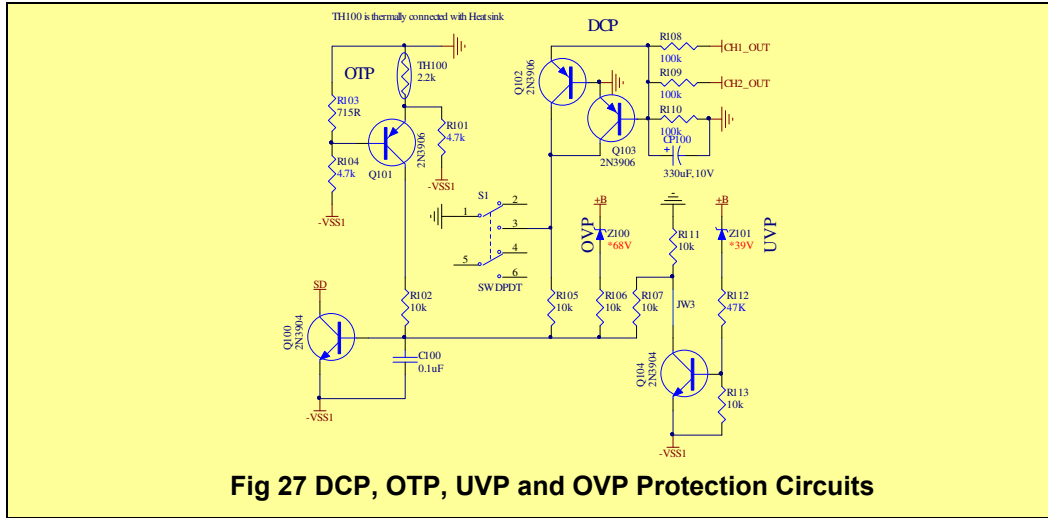 TH100 is thermally connected with Heatsink
DCP
R108
100k
CH1_OUT
TH100
2.2k
OTP
Q102
2N3906
R109
100k
CH2_OUT
R103
715R
R110
100k
R101
4.7k
2N3906
CP100
+
Q103
2N3906
R104
4.7k
Q101
330uF, 10V
-VSS1
-VSS1
S1
1
2
3
4
5
6
SWDPDT
+B
+B
OVP
Z100
*68V
R111
10k
Z101
*39V
UVP
SD
R102
10k
R105
10k
R106
10k
R107
10k
JW3
R112
47K
Q100
2N3904
C100
0.1uF
Q104
2N3904
R113
10k
-VSS1
-VSS1
Fig 27 DCP, OTP, UVP and OVP Protection Circuits